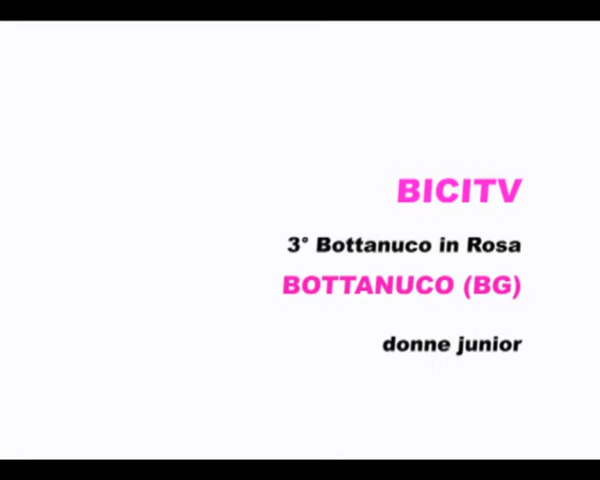 BICITV
3° Bottanuco in Rosa
BOTTANUCO (BG)
donne junior